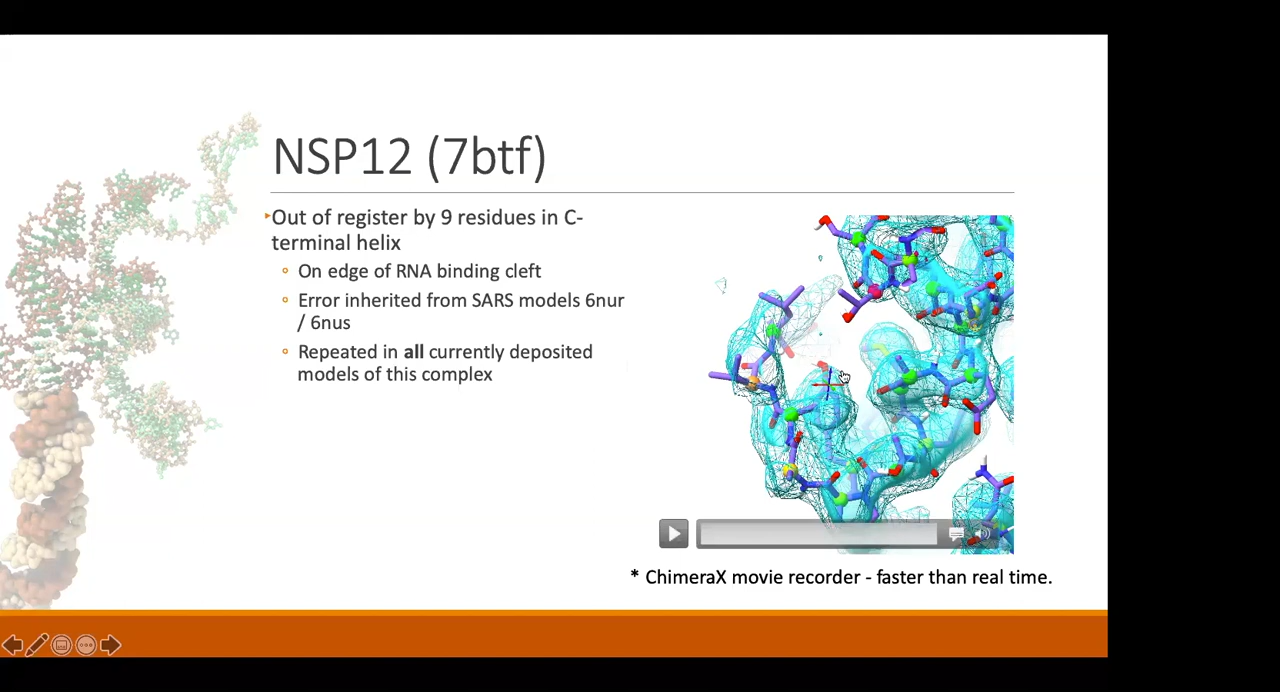 NSP12 (7btf)
Out of register by 9 residues in C-
terminal helix
On edge of RNA binding cleft
Error inherited from SARS models 6nur
/ 6nus
Repeated in all currently deposited
models of this complex
* ChimeraX movie recorder - faster than real time.